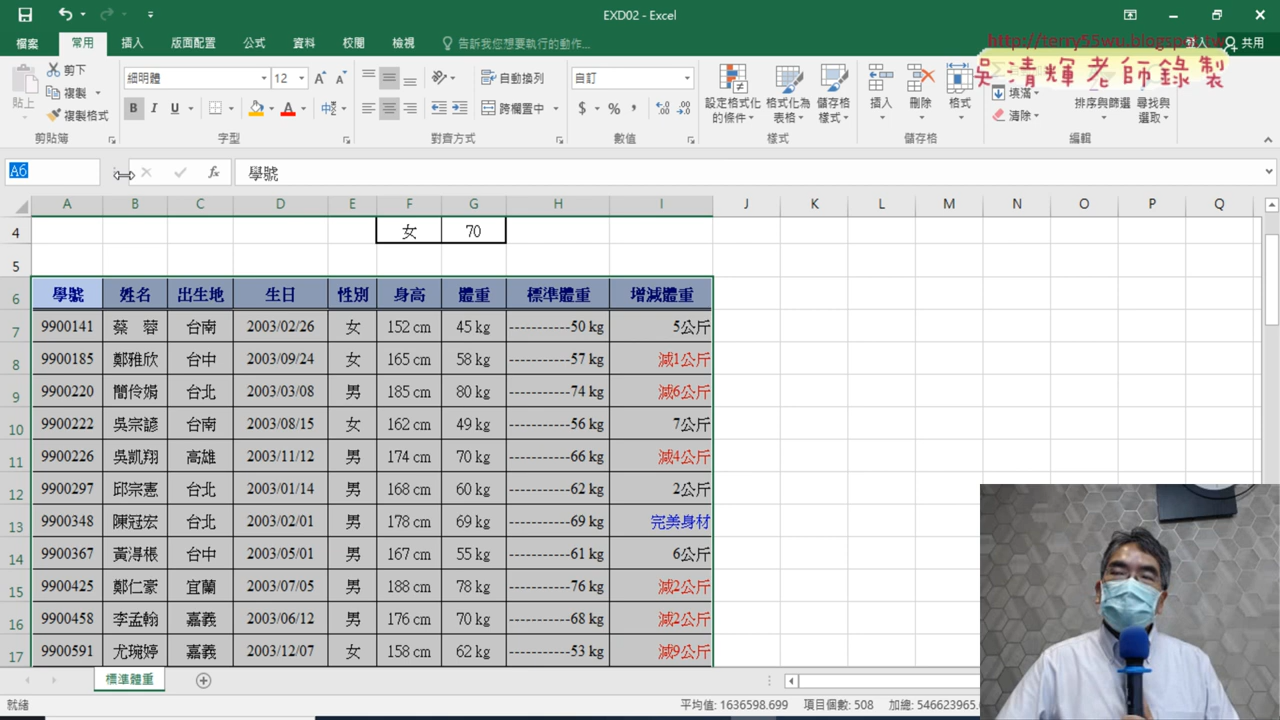 EXD02 - Excel
http://terry55wu.blogspot.tw
吳清輝老師錄製
檔案 常用 插入 版面配置 公式 資料 校閱 檢視 告訴我您想要執行的動作... 登入 共用
貼上 剪下 複製 複製格式 剪貼簿
細明體 12 B I U 字型
自動換列 跨欄置中 對齊方式
自訂 $ % , 數值
設定格式化的條件 格式化為表格 儲存格樣式 樣式
插入 刪除 格式 儲存格
填滿 清除 排序與篩選 尋找與選取 編輯
A6 fx 學號
A B C D E F G H I J K L M N O P Q
4 女 70
5
6 學號 姓名 出生地 生日 性別 身高 體重 標準體重 增減體重
7 9900141 蔡 蓉 台南 2003/02/26 女 152 cm 45 kg -----------50 kg 5公斤
8 9900185 鄭雅欣 台中 2003/09/24 女 165 cm 58 kg -----------57 kg 減1公斤
9 9900220 簡伶娟 台北 2003/03/08 男 185 cm 80 kg -----------74 kg 減6公斤
10 9900222 吳宗諺 台南 2003/08/15 女 162 cm 49 kg -----------56 kg 7公斤
11 9900226 吳凱翔 高雄 2003/11/12 男 174 cm 70 kg -----------66 kg 減4公斤
12 9900297 邱宗憲 台北 2003/01/14 男 168 cm 60 kg -----------62 kg 2公斤
13 9900348 陳冠宏 台北 2003/02/01 男 178 cm 69 kg -----------69 kg 完美身材
14 9900367 黃淂根 台中 2003/05/01 男 167 cm 55 kg -----------61 kg 6公斤
15 9900425 鄭仁豪 宜蘭 2003/07/05 男 188 cm 78 kg -----------76 kg 減2公斤
16 9900458 李孟翰 嘉義 2003/06/12 男 176 cm 70 kg -----------68 kg 減2公斤
17 9900591 尤琬婷 嘉義 2003/12/07 女 158 cm 62 kg -----------53 kg 減9公斤
標準體重
就緒 平均值: 1636598.699 項目個數: 508 加總: 546623965.